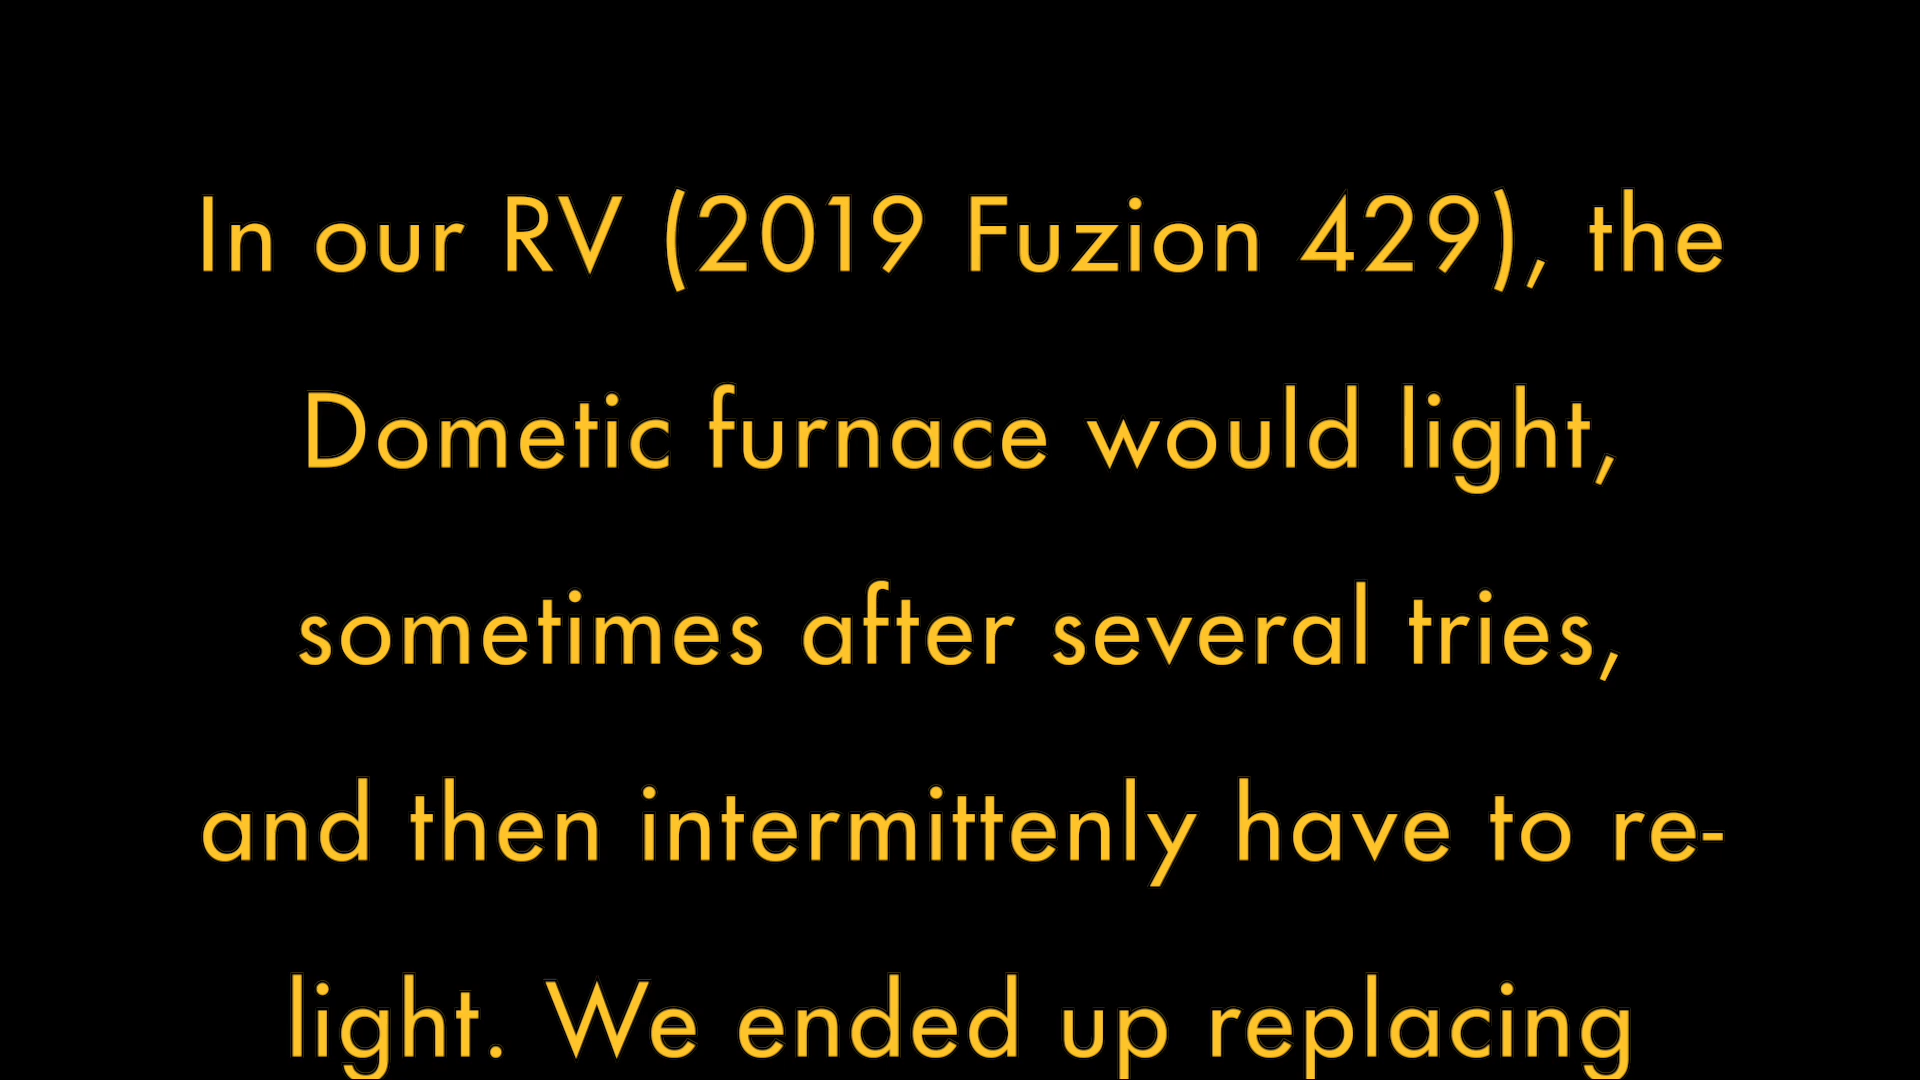 In our RV (2019 Fuzion 429), the
Dometic furnace would light,
sometimes after several tries,
and then intermittenly have to re-
light. We ended up replacing